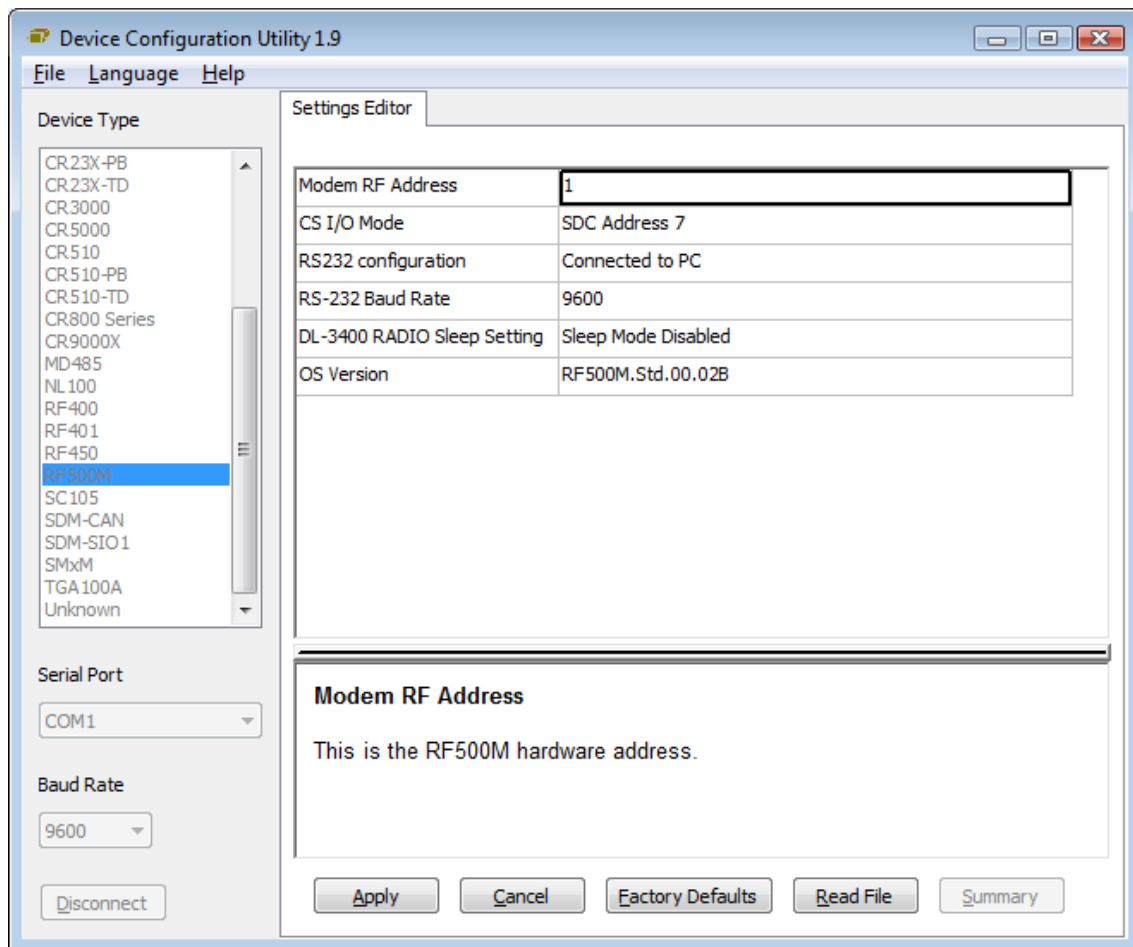 Device Configuration Utility 1.9
File Language Help
Device Type
CR23X-PB
CR23X-TD
CR3000
CR5000
CR510
CR510-PB
CR510-TD
CR800 Series
CR9000X
MD485
NL100
RF400
RF401
RF450
RF500M
SC105
SDM-CAN
SDM-SIO1
SMxM
TGA100A
Unknown
Serial Port
COM1
Baud Rate
9600
Disconnect
Settings Editor
Modem RF Address 1
CS I/O Mode SDC Address 7
RS232 configuration Connected to PC
RS-232 Baud Rate 9600
DL-3400 RADIO Sleep Setting Sleep Mode Disabled
OS Version RF500M.Std.00.02B
Modem RF Address
This is the RF500M hardware address.
Apply Cancel Factory Defaults Read File Summary